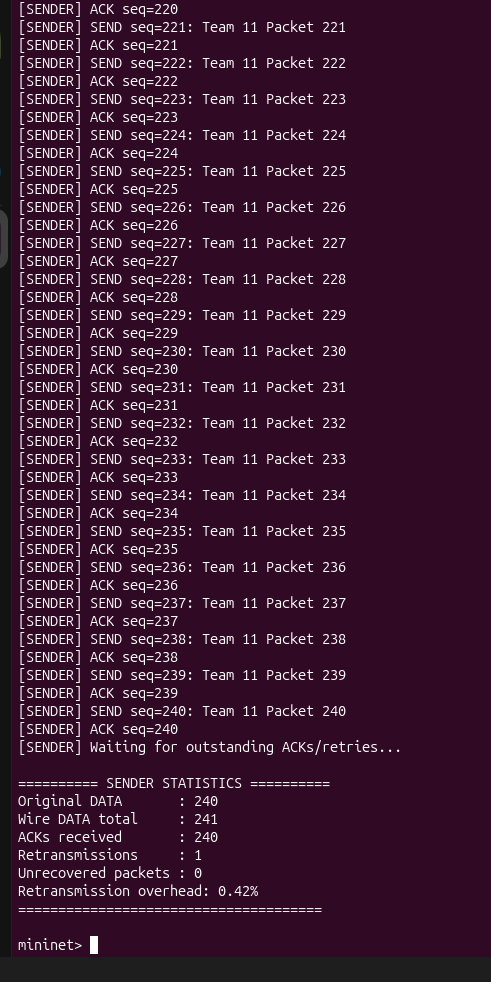 [SENDER] ACK seq=220
[SENDER] SEND seq=221: Team 11 Packet 221
[SENDER] ACK seq=221
[SENDER] SEND seq=222: Team 11 Packet 222
[SENDER] ACK seq=222
[SENDER] SEND seq=223: Team 11 Packet 223
[SENDER] ACK seq=223
[SENDER] SEND seq=224: Team 11 Packet 224
[SENDER] ACK seq=224
[SENDER] SEND seq=225: Team 11 Packet 225
[SENDER] ACK seq=225
[SENDER] SEND seq=226: Team 11 Packet 226
[SENDER] ACK seq=226
[SENDER] SEND seq=227: Team 11 Packet 227
[SENDER] ACK seq=227
[SENDER] SEND seq=228: Team 11 Packet 228
[SENDER] ACK seq=228
[SENDER] SEND seq=229: Team 11 Packet 229
[SENDER] ACK seq=229
[SENDER] SEND seq=230: Team 11 Packet 230
[SENDER] ACK seq=230
[SENDER] SEND seq=231: Team 11 Packet 231
[SENDER] ACK seq=231
[SENDER] SEND seq=232: Team 11 Packet 232
[SENDER] ACK seq=232
[SENDER] SEND seq=233: Team 11 Packet 233
[SENDER] ACK seq=233
[SENDER] SEND seq=234: Team 11 Packet 234
[SENDER] ACK seq=234
[SENDER] SEND seq=235: Team 11 Packet 235
[SENDER] ACK seq=235
[SENDER] SEND seq=236: Team 11 Packet 236
[SENDER] ACK seq=236
[SENDER] SEND seq=237: Team 11 Packet 237
[SENDER] ACK seq=237
[SENDER] SEND seq=238: Team 11 Packet 238
[SENDER] ACK seq=238
[SENDER] SEND seq=239: Team 11 Packet 239
[SENDER] ACK seq=239
[SENDER] SEND seq=240: Team 11 Packet 240
[SENDER] ACK seq=240
[SENDER] Waiting for outstanding ACKs/retries...

========== SENDER STATISTICS ==========
Original DATA       : 240
Wire DATA total     : 241
ACKs received       : 240
Retransmissions     : 1
Unrecovered packets : 0
Retransmission overhead: 0.42%
======================================

mininet>